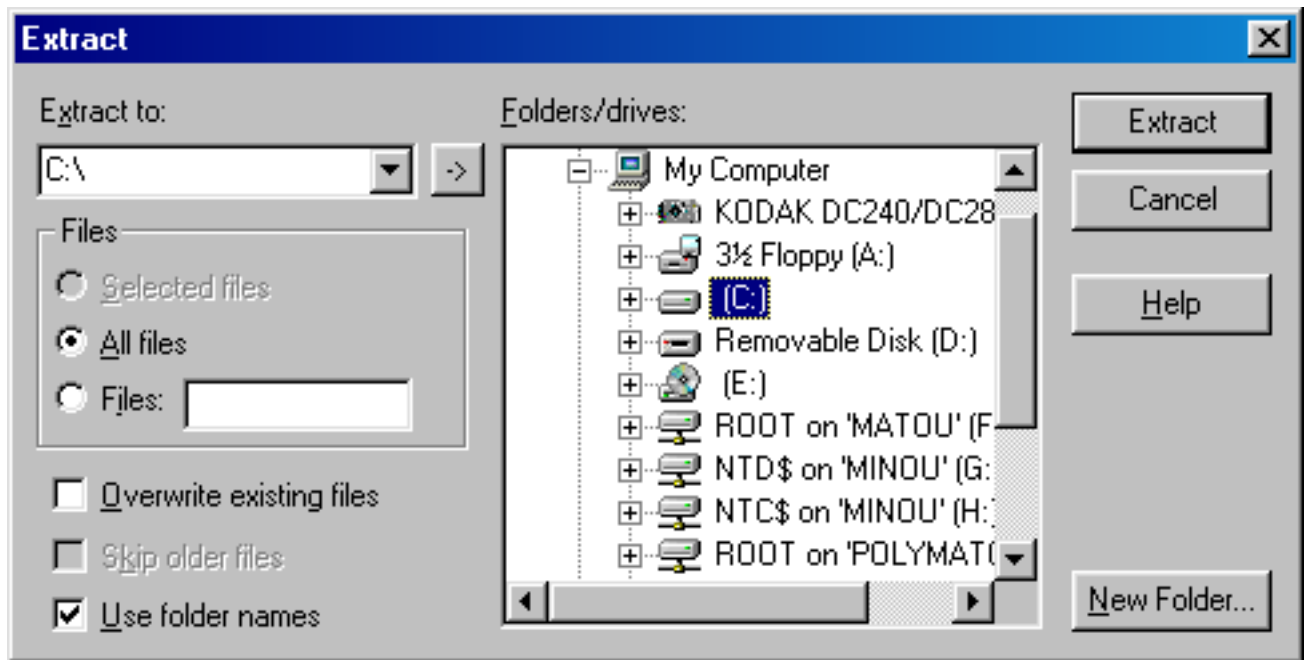 Extract
Extract to:
C:\
->
Files
Selected files
All files
Files:
Overwrite existing files
Skip older files
Use folder names
Folders/drives:
My Computer
KODAK DC240/DC28
3½ Floppy (A:)
(C:)
Removable Disk (D:)
(E:)
ROOT on 'MATOU' (F
NTD$ on 'MINOU' (G:
NTC$ on 'MINOU' (H:
ROOT on 'POLYMATO
Extract
Cancel
Help
New Folder...